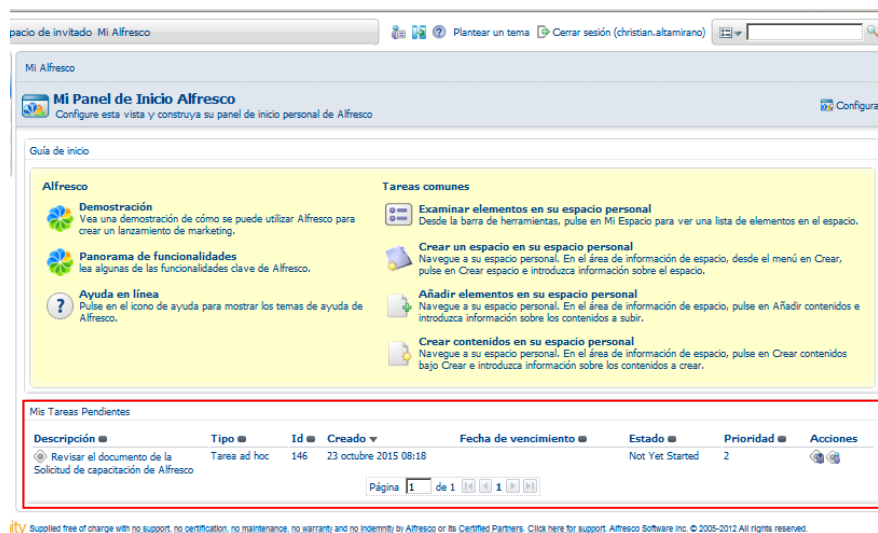 pacio de invitado Mi Alfresco Plantear un tema Cerrar sesión (christian.altamirano)
Mi Alfresco
Mi Panel de Inicio Alfresco
Configure esta vista y construya su panel de inicio personal de Alfresco
Configura
Guía de inicio
Alfresco
Demostración
Vea una demostración de cómo se puede utilizar Alfresco para
crear un lanzamiento de marketing.
Panorama de funcionalidades
lea algunas de las funcionalidades clave de Alfresco.
Ayuda en línea
Pulse en el icono de ayuda para mostrar los temas de ayuda de
Alfresco.
Tareas comunes
Examinar elementos en su espacio personal
Desde la barra de herramientas, pulse en Mi Espacio para ver una lista de elementos en el espacio.
Crear un espacio en su espacio personal
Navegue a su espacio personal. En el área de información de espacio, desde el menú en Crear,
pulse en Crear espacio e introduzca información sobre el espacio.
Añadir elementos en su espacio personal
Navegue a su espacio personal. En el área de información de espacio, pulse en Añadir contenidos e
introduzca información sobre los contenidos a subir.
Crear contenidos en su espacio personal
Navegue a su espacio personal. En el área de información de espacio, pulse en Crear contenidos
bajo Crear e introduzca información sobre los contenidos a crear.
Mis Tareas Pendientes
Descripción Tipo Id Creado Fecha de vencimiento Estado Prioridad Acciones
Revisar el documento de la Tarea ad hoc 146 23 octubre 2015 08:18 Not Yet Started 2
Solicitud de capacitación de Alfresco
Página 1 de 1 1
ity Supplied free of charge with no support, no certification, no maintenance, no warranty and no indemnity by Alfresco or its Certified Partners. Click here for support. Alfresco Software Inc. © 2005-2012 All rights reserved.